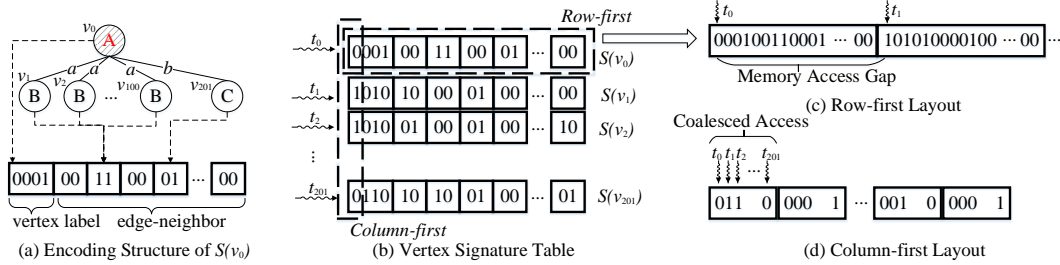 v0 A
a a a b
v1 v2 v100 v201
B B ... B C
0001 00 11 00 01 ... 00
vertex label edge-neighbor
(a) Encoding Structure of S(v0)
Row-first
t0 0001 00 11 00 01 ... 00 S(v0)
t1 1010 10 00 01 00 ... 00 S(v1)
t2 1010 01 00 01 00 ... 10 S(v2)
...
t201 0110 10 10 01 00 ... 01 S(v201)
Column-first
(b) Vertex Signature Table
t0 t1
000100110001 ... 00 101010000100 ... 00 ...
Memory Access Gap
(c) Row-first Layout
Coalesced Access
t0 t1 t2 ... t201
011 0 000 1 ... 001 0 000 1
(d) Column-first Layout